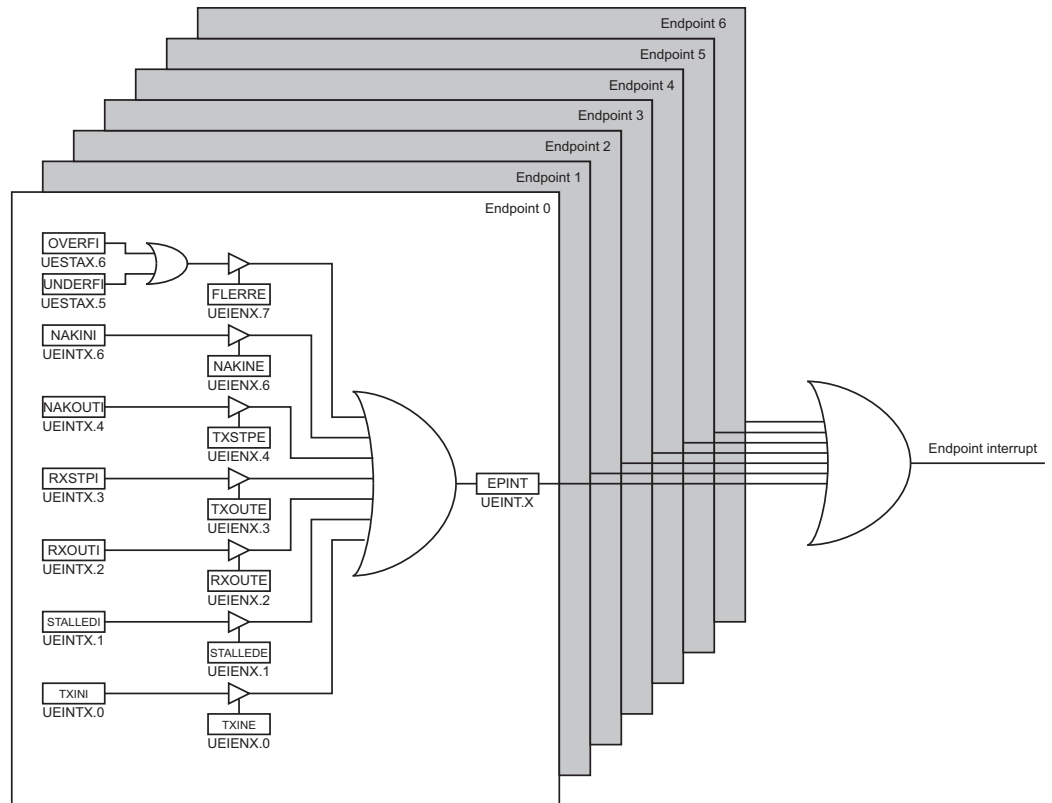 Endpoint 6
Endpoint 5
Endpoint 4
Endpoint 3
Endpoint 2
Endpoint 1
Endpoint 0
OVERFI
UESTAX.6
UNDERFI
UESTAX.5
FLERRE
UEIENX.7
NAKINI
UEINTX.6
NAKINE
UEIENX.6
NAKOUTI
UEINTX.4
TXSTPE
UEIENX.4
RXSTPI
UEINTX.3
TXOUTE
UEIENX.3
RXOUTI
UEINTX.2
RXOUTE
UEIENX.2
STALLEDI
UEINTX.1
STALLEDE
UEIENX.1
TXINI
UEINTX.0
TXINE
UEIENX.0
EPINT
UEINT.X
Endpoint interrupt